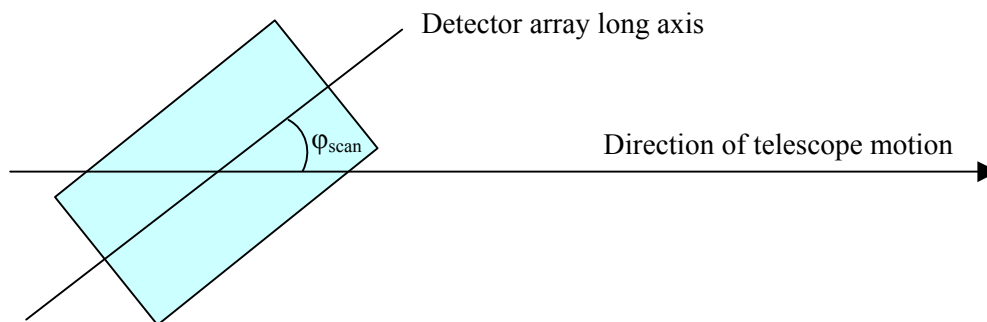 Detector array long axis
φscan
Direction of telescope motion